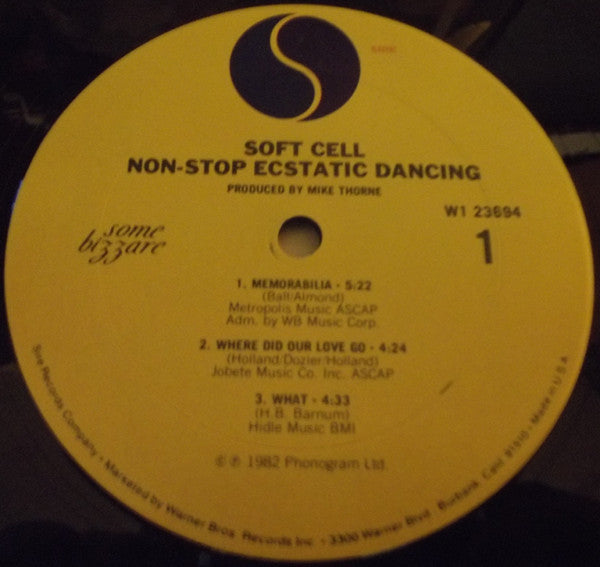 SIRE
SOFT CELL
NON-STOP ECSTATIC DANCING
PRODUCED BY MIKE THORNE
some
bizzare
W1 23694
1
1. MEMORABILIA - 5:22
(Ball/Almond)
Metropolis Music ASCAP
Adm. by WB Music Corp.
2. WHERE DID OUR LOVE GO - 4:24
(Holland/Dozier/Holland)
Jobete Music Co. Inc. ASCAP
3. WHAT - 4:33
(H.B. Barnum)
Hidle Music BMI
© ℗ 1982 Phonogram Ltd.
Sire Records Company • Marketed by Warner Bros. Records Inc. • 3300 Warner Blvd. Burbank, Calif. 91510 • Made in U.S.A.